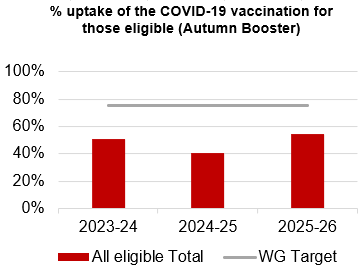 % uptake of the COVID-19 vaccination for
those eligible (Autumn Booster)
100%
80%
60%
40%
20%
0%
2023-24 2024-25 2025-26
All eligible Total WG Target